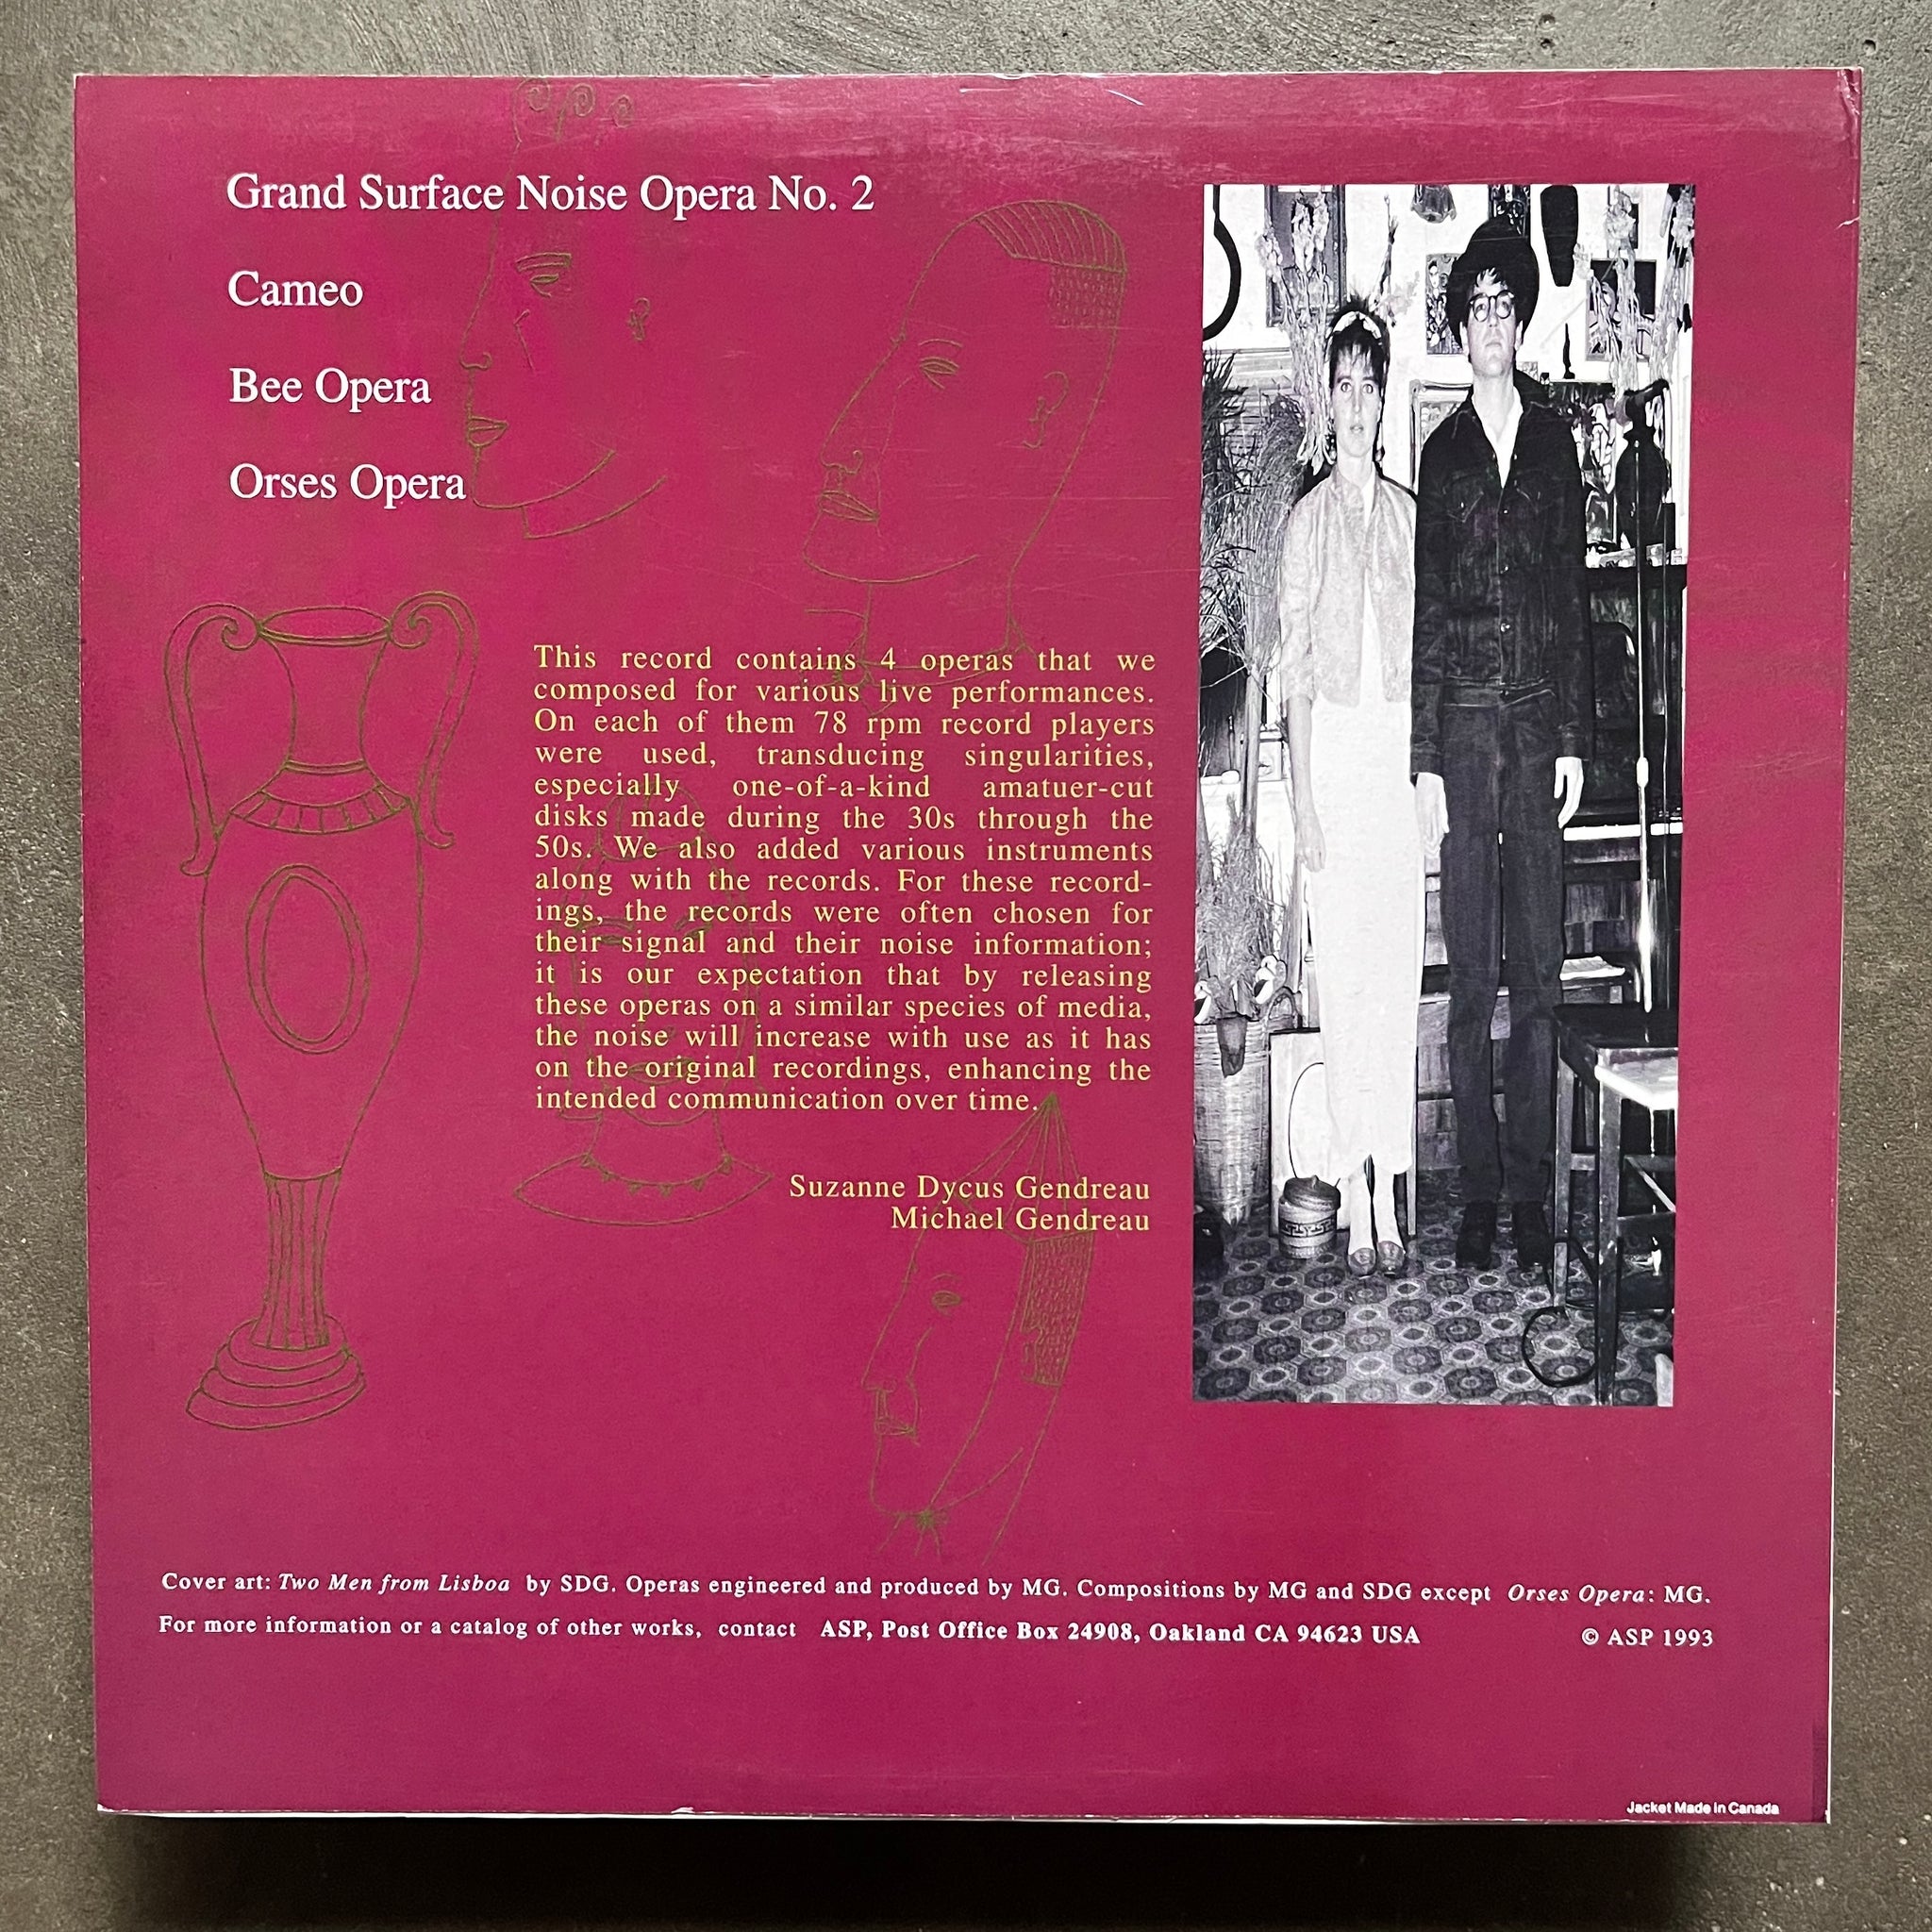 Grand Surface Noise Opera No. 2
Cameo
Bee Opera
Orses Opera
This record contains 4 operas that we
composed for various live performances.
On each of them 78 rpm record players
were used, transducing singularities,
especially one-of-a-kind amatuer-cut
disks made during the 30s through the
50s. We also added various instruments
along with the records. For these record-
ings, the records were often chosen for
their signal and their noise information;
it is our expectation that by releasing
these operas on a similar species of media,
the noise will increase with use as it has
on the original recordings, enhancing the
intended communication over time.
Suzanne Dycus Gendreau
Michael Gendreau
Cover art: Two Men from Lisboa by SDG. Operas engineered and produced by MG. Compositions by MG and SDG except Orses Opera: MG.
For more information or a catalog of other works, contact ASP, Post Office Box 24908, Oakland CA 94623 USA © ASP 1993
Jacket Made in Canada